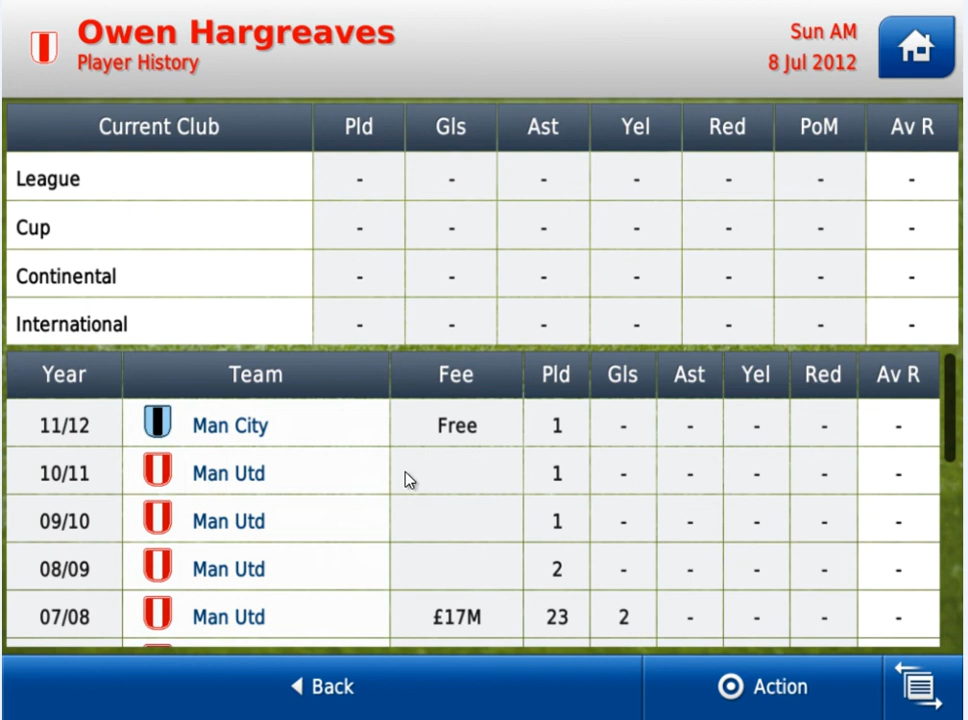 Owen Hargreaves
Player History
Sun AM
8 Jul 2012
Current Club Pld Gls Ast Yel Red PoM Av R
League - - - - - - -
Cup - - - - - - -
Continental - - - - - - -
International - - - - - - -
Year Team Fee Pld Gls Ast Yel Red Av R
11/12 Man City Free 1 - - - - -
10/11 Man Utd 1 - - - - -
09/10 Man Utd 1 - - - - -
08/09 Man Utd 2 - - - - -
07/08 Man Utd £17M 23 2 - - - -
Back
Action